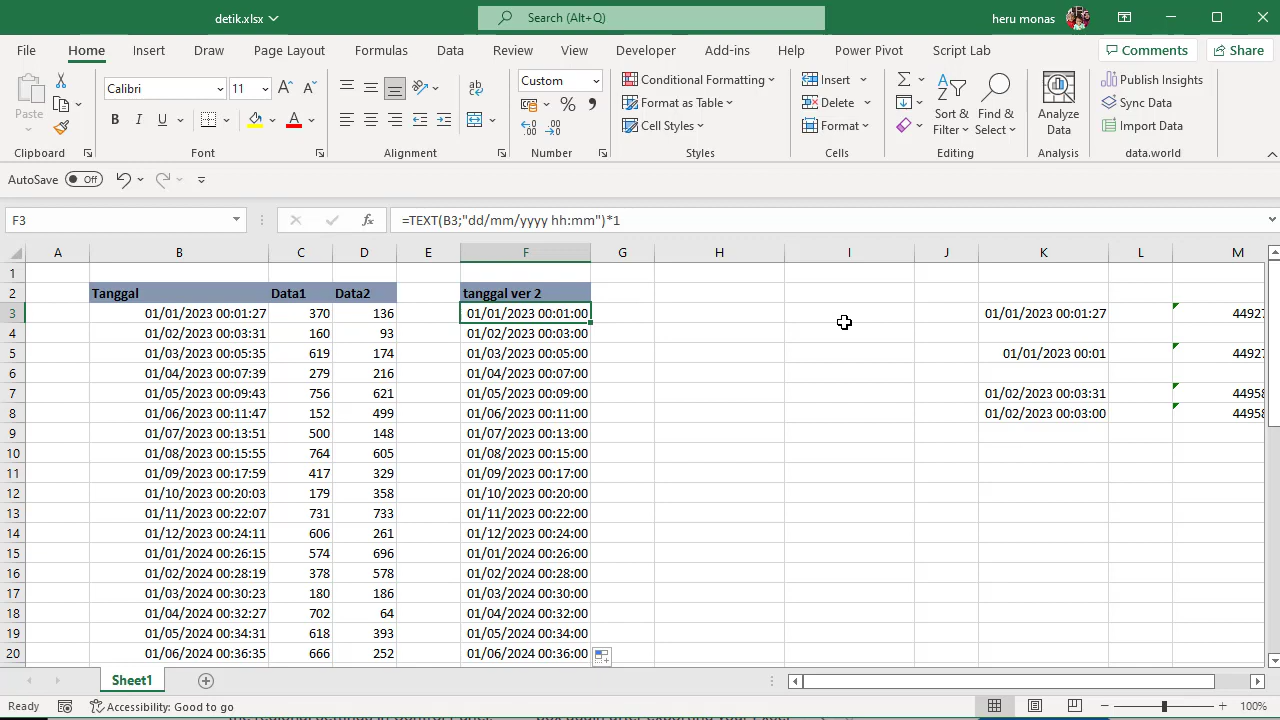 detik.xlsx
Search (Alt+Q)
heru monas
File Home Insert Draw Page Layout Formulas Data Review View Developer Add-ins Help Power Pivot Script Lab Comments Share
Paste
Clipboard
Calibri 11
B I U A
Font
ab
Alignment
Custom
Number
Conditional Formatting
Format as Table
Cell Styles
Styles
Insert
Delete
Format
Cells
Sort & Filter
Find & Select
Editing
Analyze Data
Analysis
Publish Insights
Sync Data
Import Data
data.world
AutoSave Off
F3 fx =TEXT(B3;"dd/mm/yyyy hh:mm")*1
A B C D E F G H I J K L M
1
2 Tanggal Data1 Data2 tanggal ver 2
3 01/01/2023 00:01:27 370 136 01/01/2023 00:01:00 01/01/2023 00:01:27 44927
4 01/02/2023 00:03:31 160 93 01/02/2023 00:03:00
5 01/03/2023 00:05:35 619 174 01/03/2023 00:05:00 01/01/2023 00:01 44927
6 01/04/2023 00:07:39 279 216 01/04/2023 00:07:00
7 01/05/2023 00:09:43 756 621 01/05/2023 00:09:00 01/02/2023 00:03:31 44958
8 01/06/2023 00:11:47 152 499 01/06/2023 00:11:00 01/02/2023 00:03:00 44958
9 01/07/2023 00:13:51 500 148 01/07/2023 00:13:00
10 01/08/2023 00:15:55 764 605 01/08/2023 00:15:00
11 01/09/2023 00:17:59 417 329 01/09/2023 00:17:00
12 01/10/2023 00:20:03 179 358 01/10/2023 00:20:00
13 01/11/2023 00:22:07 731 733 01/11/2023 00:22:00
14 01/12/2023 00:24:11 606 261 01/12/2023 00:24:00
15 01/01/2024 00:26:15 574 696 01/01/2024 00:26:00
16 01/02/2024 00:28:19 378 578 01/02/2024 00:28:00
17 01/03/2024 00:30:23 180 186 01/03/2024 00:30:00
18 01/04/2024 00:32:27 702 64 01/04/2024 00:32:00
19 01/05/2024 00:34:31 618 393 01/05/2024 00:34:00
20 01/06/2024 00:36:35 666 252 01/06/2024 00:36:00
Sheet1
Ready Accessibility: Good to go 100%